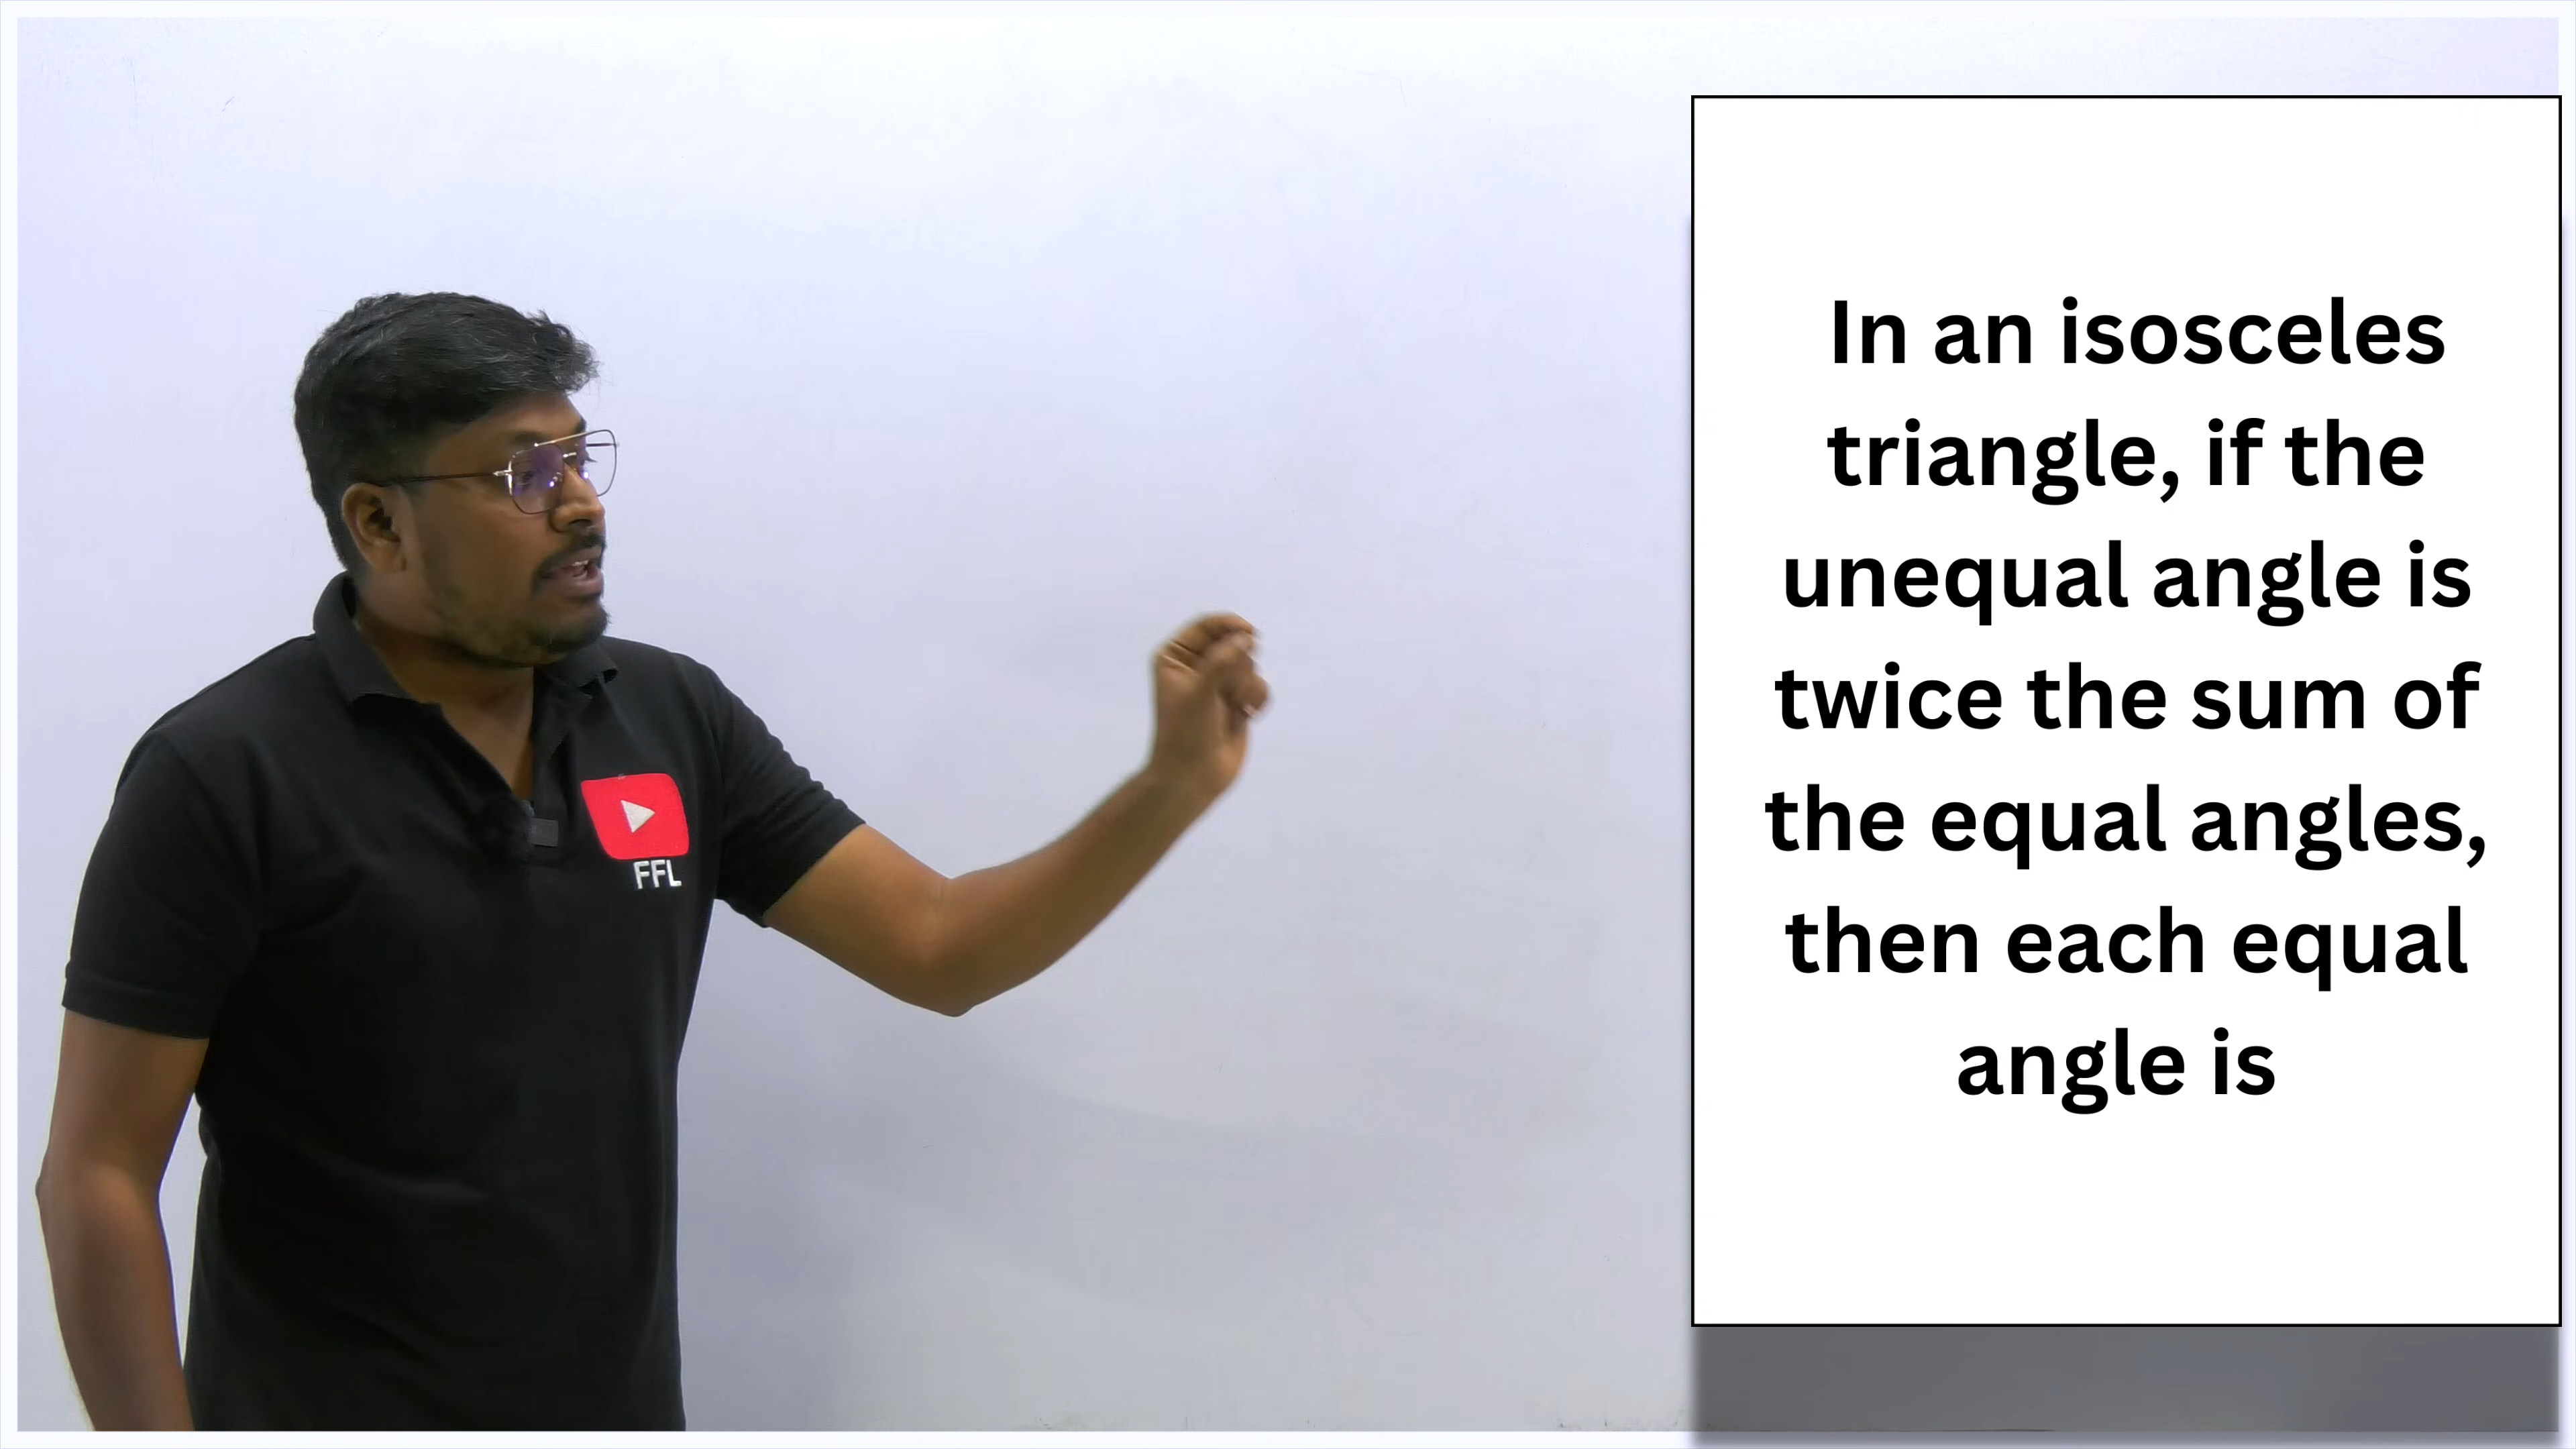 FFL
In an isosceles
triangle, if the
unequal angle is
twice the sum of
the equal angles,
then each equal
angle is